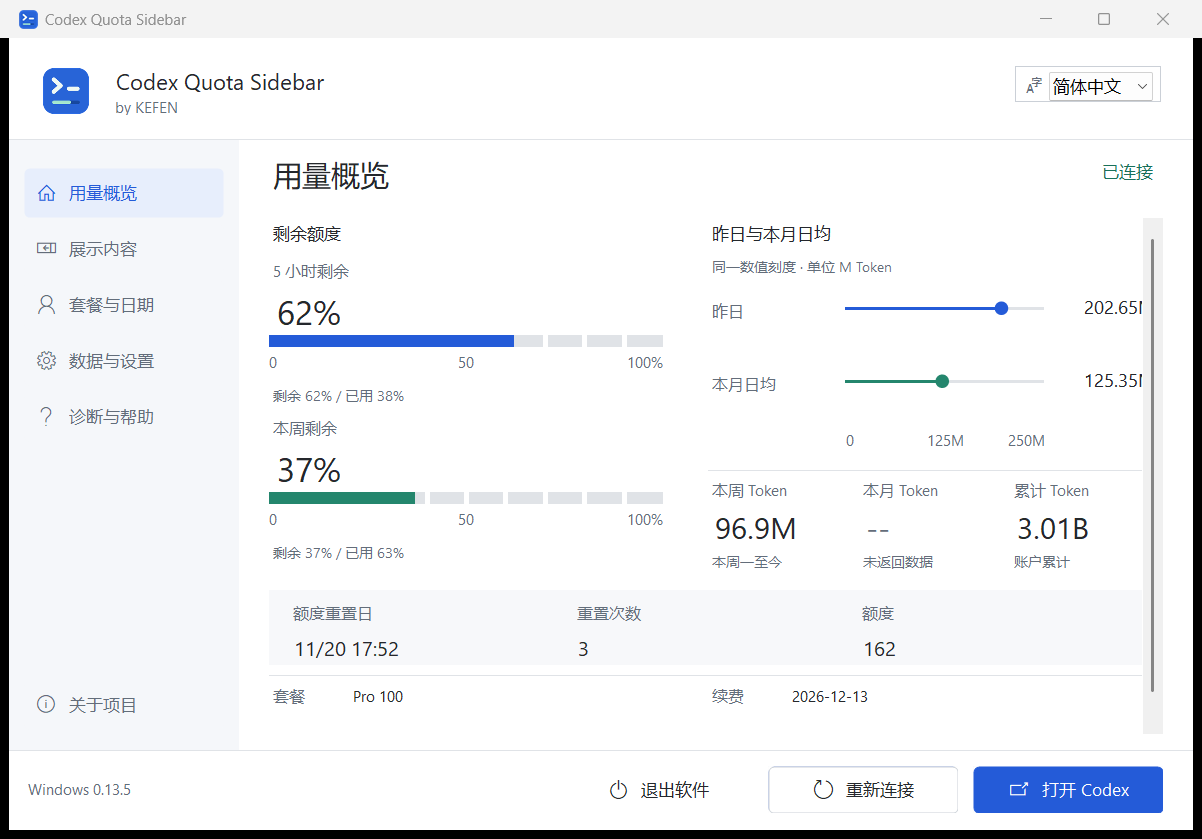 Codex Quota Sidebar
Codex Quota Sidebar
by KEFEN
简体中文
用量概览
展示内容
套餐与日期
数据与设置
诊断与帮助
关于项目
用量概览
已连接
剩余额度
5 小时剩余
62%
0 50 100%
剩余 62% / 已用 38%
本周剩余
37%
0 50 100%
剩余 37% / 已用 63%
昨日与本月日均
同一数值刻度 · 单位 M Token
昨日 202.65M
本月日均 125.35M
0 125M 250M
本周 Token 本月 Token 累计 Token
96.9M -- 3.01B
本周一至今 未返回数据 账户累计
额度重置日 重置次数 额度
11/20 17:52 3 162
套餐 Pro 100 续费 2026-12-13
Windows 0.13.5 退出软件 重新连接 打开 Codex